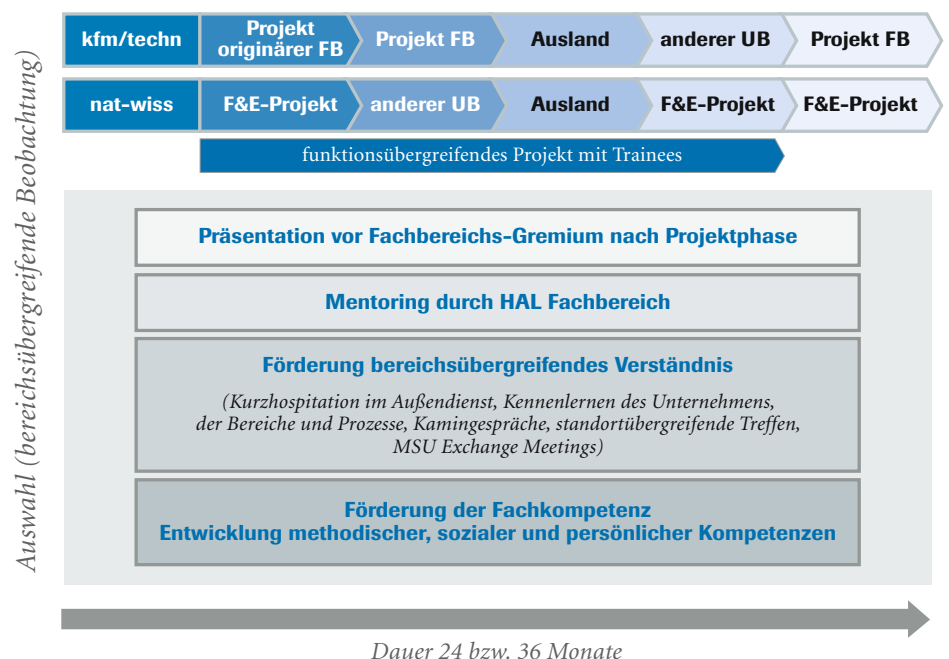 Auswahl (bereichsübergreifende Beobachtung)
kfm/techn
Projekt
originärer FB
Projekt FB
Ausland
anderer UB
Projekt FB
nat-wiss
F&E-Projekt
anderer UB
Ausland
F&E-Projekt
F&E-Projekt
funktionsübergreifendes Projekt mit Trainees
Präsentation vor Fachbereichs-Gremium nach Projektphase
Mentoring durch HAL Fachbereich
Förderung bereichsübergreifendes Verständnis
(Kurzhospitation im Außendienst, Kennenlernen des Unternehmens,
der Bereiche und Prozesse, Kamingespräche, standortübergreifende Treffen,
MSU Exchange Meetings)
Förderung der Fachkompetenz
Entwicklung methodischer, sozialer und persönlicher Kompetenzen
Dauer 24 bzw. 36 Monate